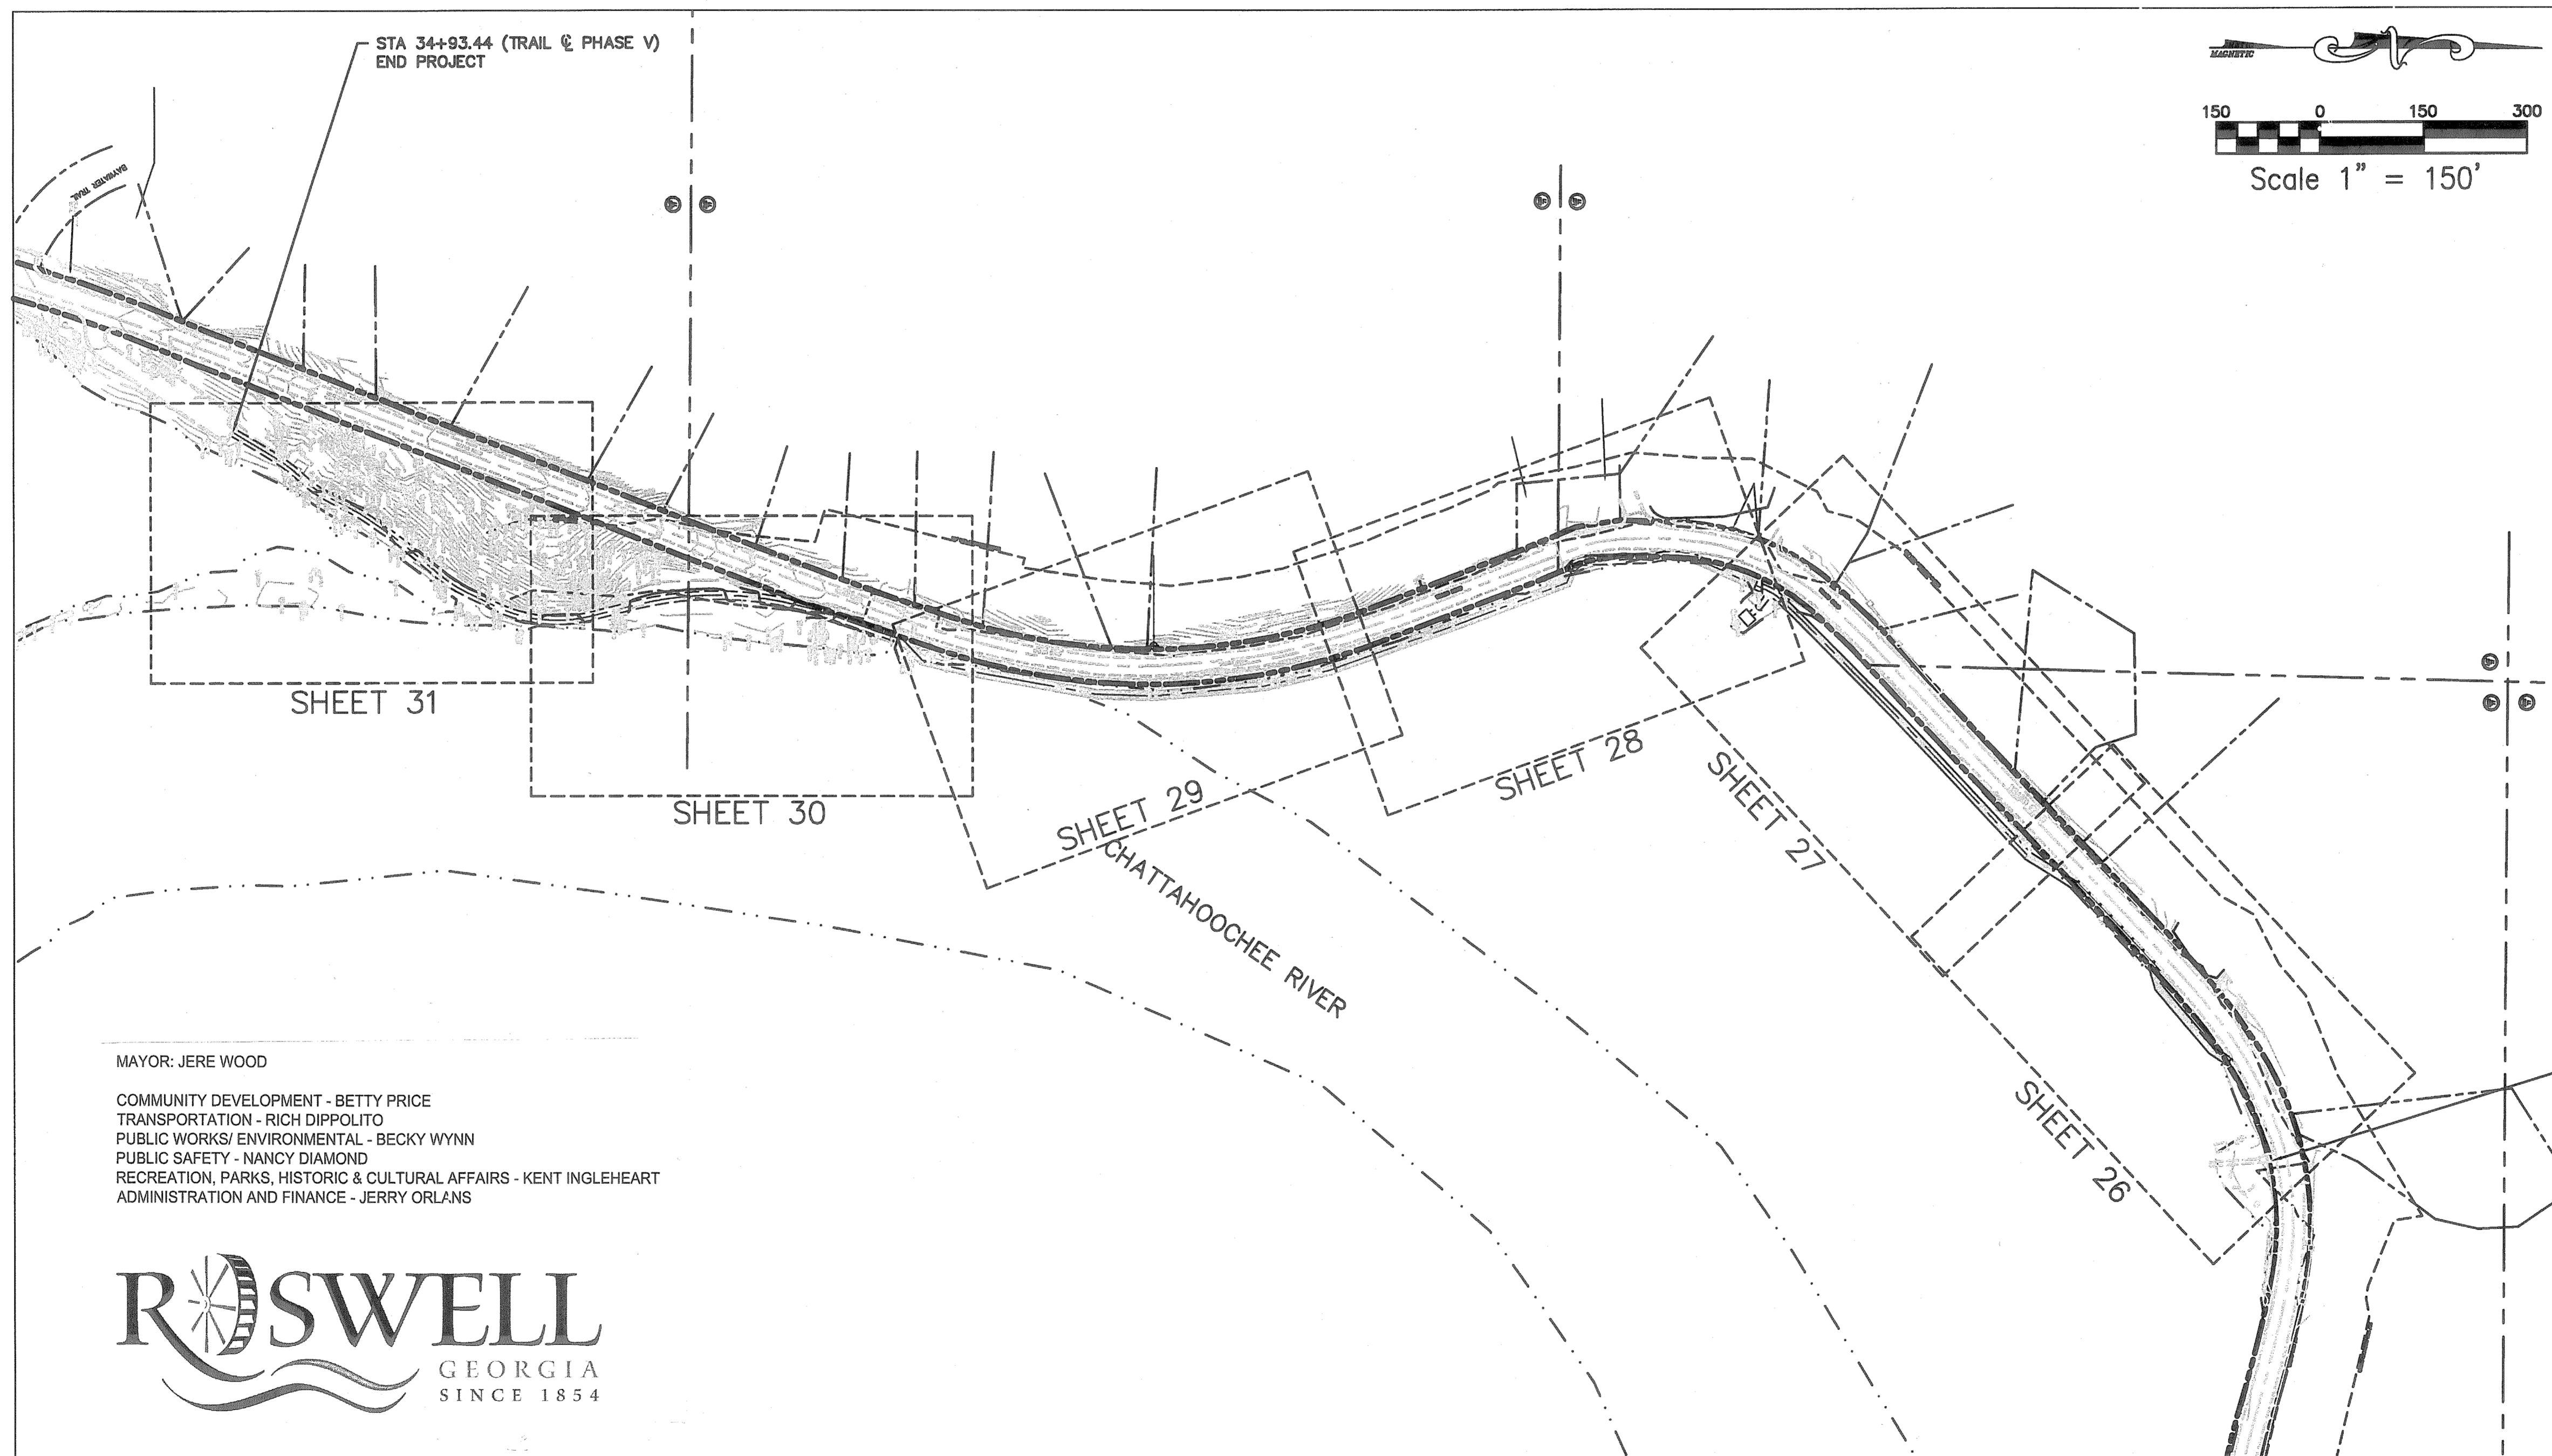 STA 34+93.44 (TRAIL ℄ PHASE V)
END PROJECT
MAGNETIC
150 0 150 300
Scale 1" = 150'
BAYWATER TRAIL
SHEET 31
SHEET 30
SHEET 29
SHEET 28
SHEET 27
SHEET 26
CHATTAHOOCHEE RIVER
MAYOR: JERE WOOD
COMMUNITY DEVELOPMENT - BETTY PRICE
TRANSPORTATION - RICH DIPPOLITO
PUBLIC WORKS/ ENVIRONMENTAL - BECKY WYNN
PUBLIC SAFETY - NANCY DIAMOND
RECREATION, PARKS, HISTORIC & CULTURAL AFFAIRS - KENT INGLEHEART
ADMINISTRATION AND FINANCE - JERRY ORLANS
ROSWELL
GEORGIA
SINCE 1854